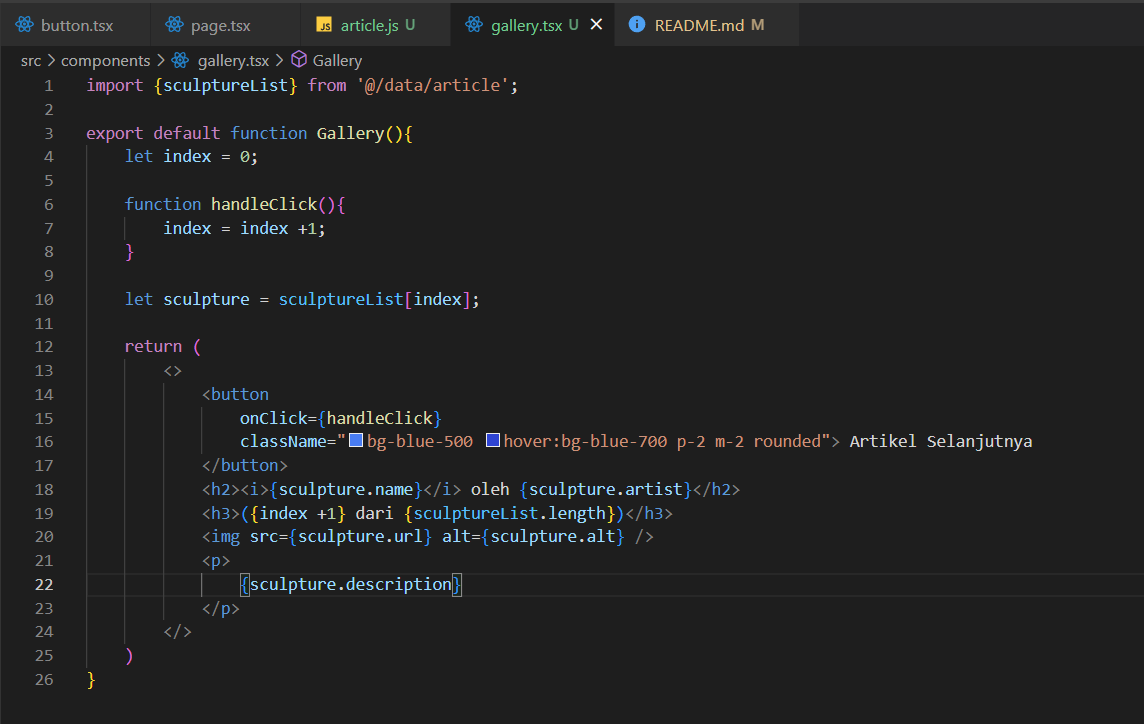 button.tsx page.tsx JS article.js U gallery.tsx U README.md M
src > components > gallery.tsx > Gallery
1 import {sculptureList} from '@/data/article';
2
3 export default function Gallery(){
4 let index = 0;
5
6 function handleClick(){
7 index = index +1;
8 }
9
10 let sculpture = sculptureList[index];
11
12 return (
13 <>
14 <button
15 onClick={handleClick}
16 className="bg-blue-500 hover:bg-blue-700 p-2 m-2 rounded"> Artikel Selanjutnya
17 </button>
18 <h2><i>{sculpture.name}</i> oleh {sculpture.artist}</h2>
19 <h3>({index +1} dari {sculptureList.length})</h3>
20 <img src={sculpture.url} alt={sculpture.alt} />
21 <p>
22 {sculpture.description}
23 </p>
24 </>
25 )
26 }